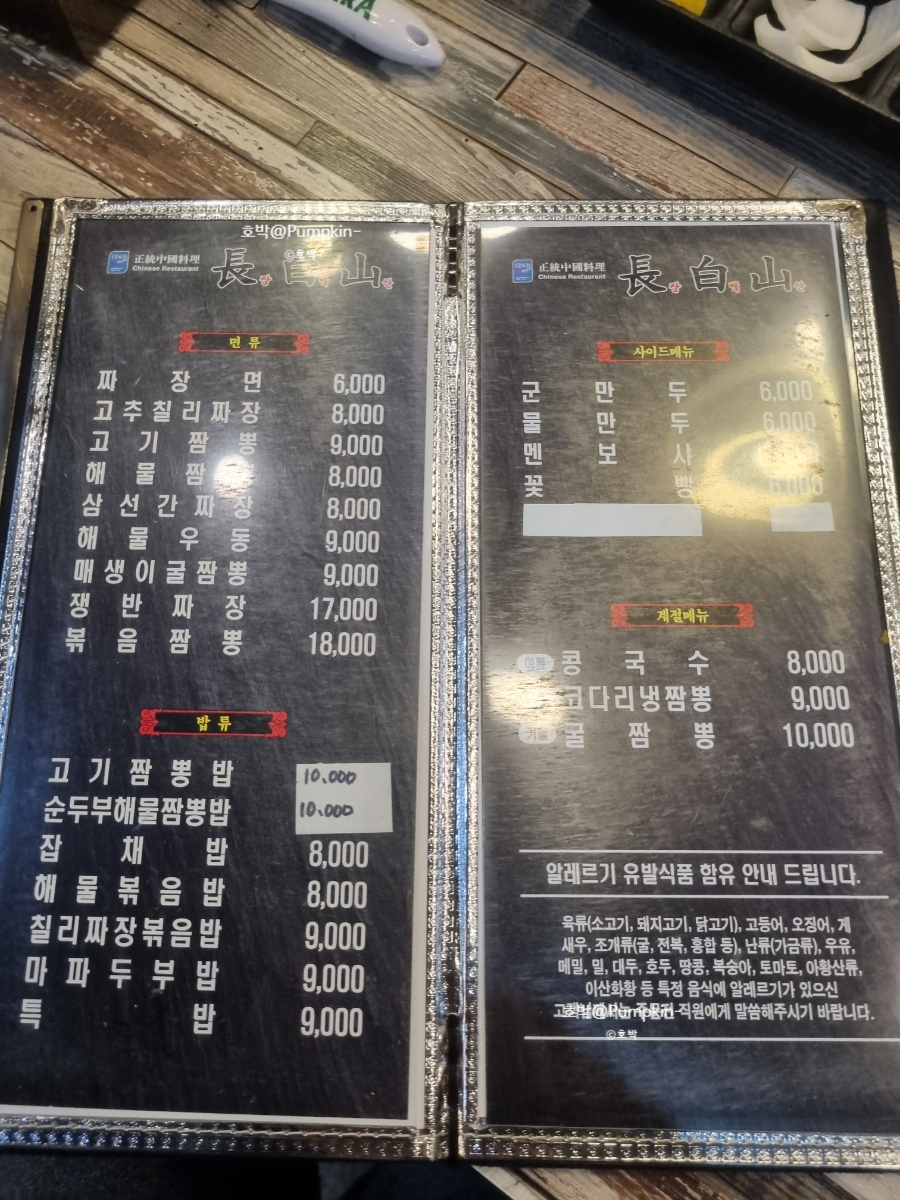 KA
호박@Pumpkin-
©호박
正統中國料理
Chinese Restaurant
長장 白백 山산
면류
짜장면 6,000
고추칠리짜장 8,000
고기짬뽕 9,000
해물짬뽕 8,000
삼선간짜장 8,000
해물우동 9,000
매생이굴짬뽕 9,000
쟁반짜장 17,000
볶음짬뽕 18,000
밥류
고기짬뽕밥 10.000
순두부해물짬뽕밥 10.000
잡채밥 8,000
해물볶음밥 8,000
칠리짜장볶음밥 9,000
마파두부밥 9,000
특밥 9,000
正統中國料理
Chinese Restaurant
長장 白백 山산
사이드메뉴
군만두 6,000
물만두 6,000
멘보샤
꽃빵 6,000
계절메뉴
여름 콩국수 8,000
코다리냉짬뽕 9,000
겨울 굴짬뽕 10,000
알레르기 유발식품 함유 안내 드립니다.
육류(소고기, 돼지고기, 닭고기), 고등어, 오징어, 게
새우, 조개류(굴, 전복, 홍합 등), 난류(가금류), 우유,
메밀, 밀, 대두, 호두, 땅콩, 복숭아, 토마토, 아황산류,
이산화황 등 특정 음식에 알레르기가 있으신
직원에게 말씀해주시기 바랍니다.
호박@Pumpkin-
©호박